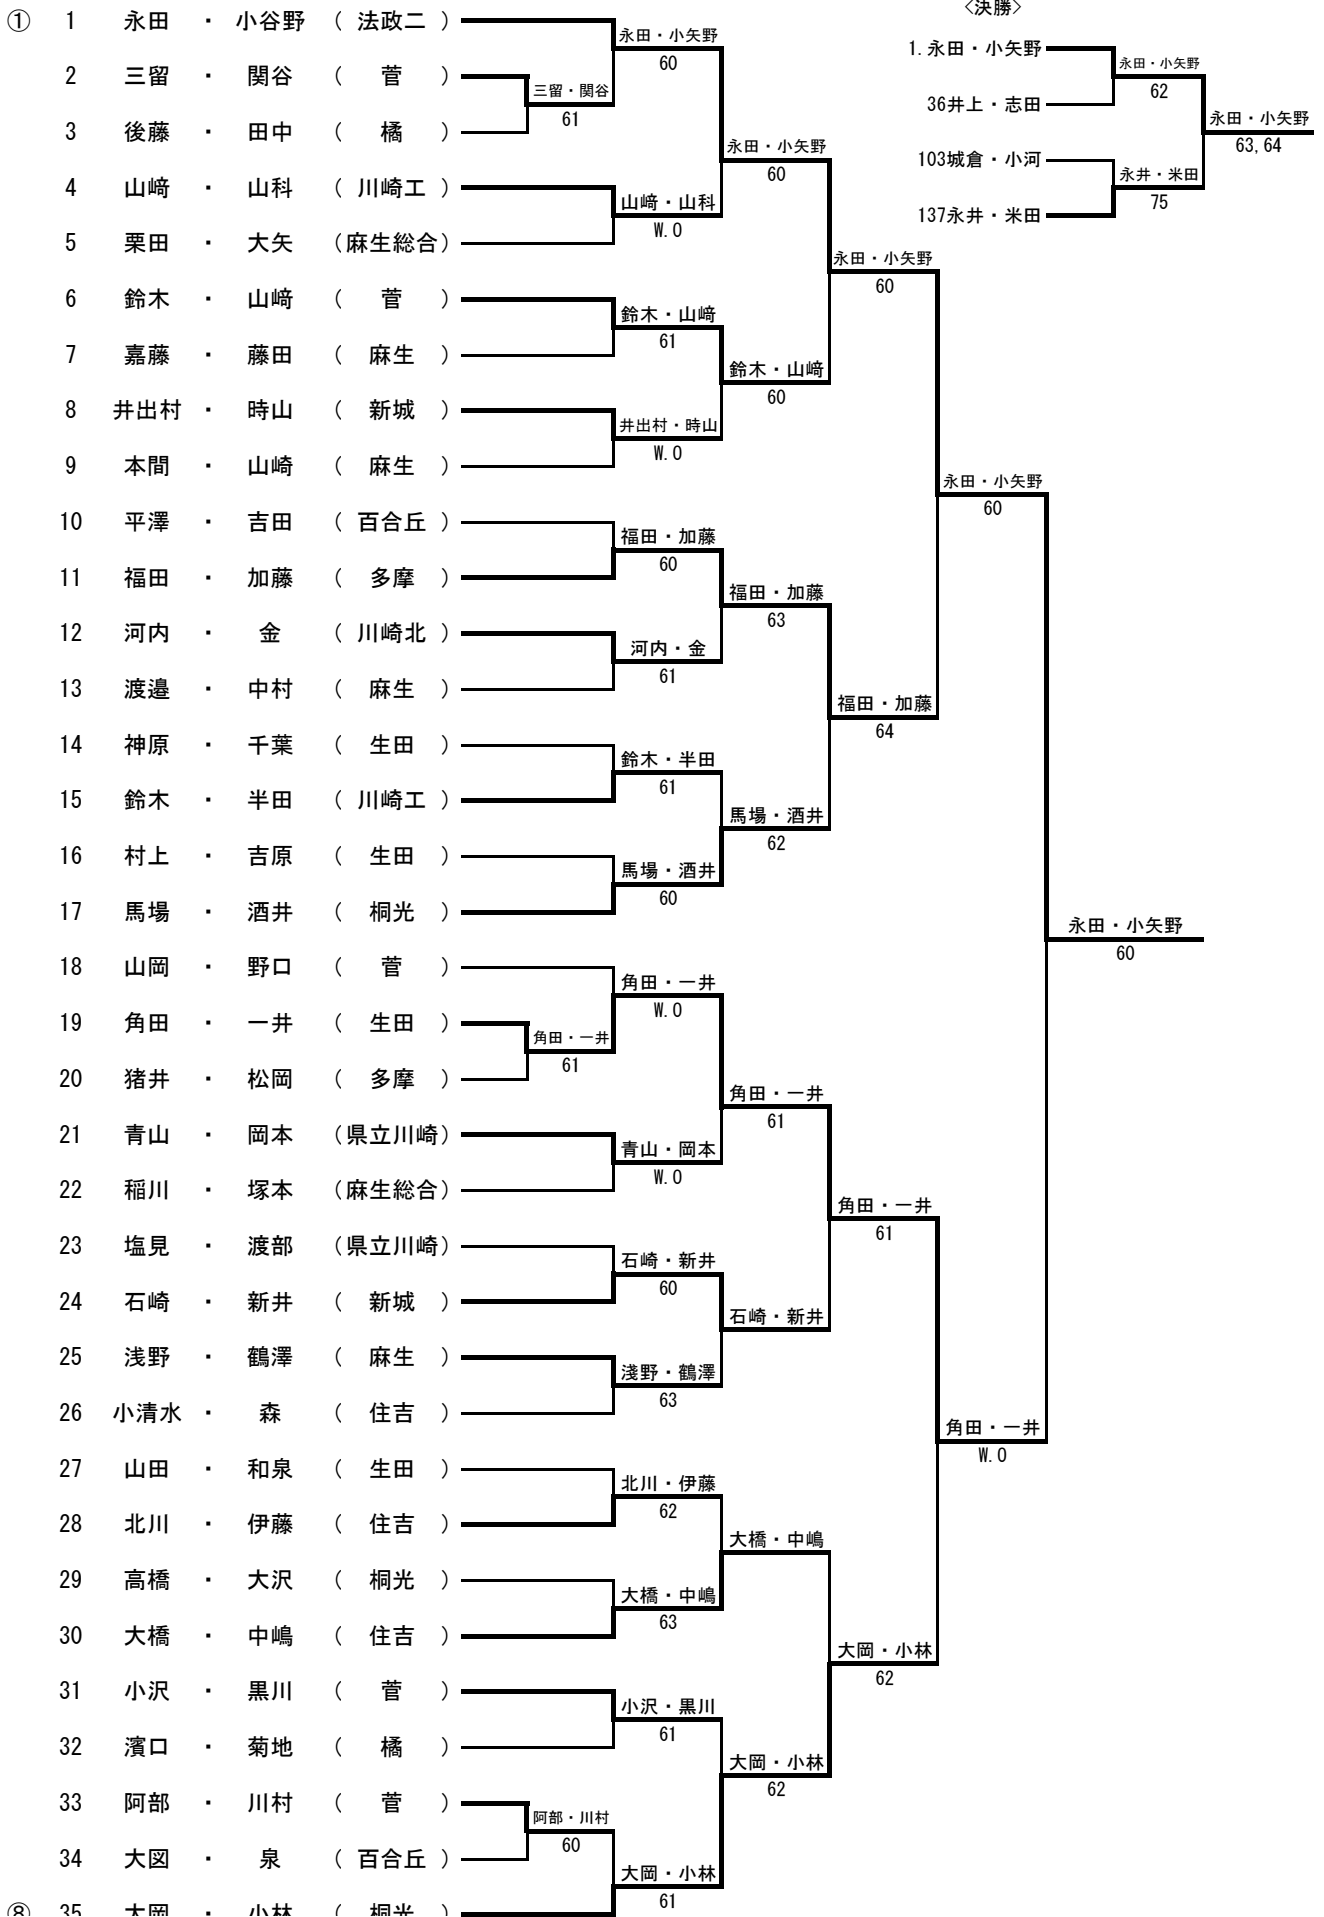 ① 1 永田 ・ 小谷野 ( 法政二 )
2 三留 ・ 関谷 ( 菅 )
3 後藤 ・ 田中 ( 橘 )
4 山﨑 ・ 山科 ( 川崎工 )
5 栗田 ・ 大矢 (麻生総合)
6 鈴木 ・ 山﨑 ( 菅 )
7 嘉藤 ・ 藤田 ( 麻生 )
8 井出村 ・ 時山 ( 新城 )
9 本間 ・ 山崎 ( 麻生 )
10 平澤 ・ 吉田 ( 百合丘 )
11 福田 ・ 加藤 ( 多摩 )
12 河内 ・ 金 ( 川崎北 )
13 渡邉 ・ 中村 ( 麻生 )
14 神原 ・ 千葉 ( 生田 )
15 鈴木 ・ 半田 ( 川崎工 )
16 村上 ・ 吉原 ( 生田 )
17 馬場 ・ 酒井 ( 桐光 )
18 山岡 ・ 野口 ( 菅 )
19 角田 ・ 一井 ( 生田 )
20 猪井 ・ 松岡 ( 多摩 )
21 青山 ・ 岡本 (県立川崎)
22 稲川 ・ 塚本 (麻生総合)
23 塩見 ・ 渡部 (県立川崎)
24 石崎 ・ 新井 ( 新城 )
25 浅野 ・ 鶴澤 ( 麻生 )
26 小清水 ・ 森 ( 住吉 )
27 山田 ・ 和泉 ( 生田 )
28 北川 ・ 伊藤 ( 住吉 )
29 高橋 ・ 大沢 ( 桐光 )
30 大橋 ・ 中嶋 ( 住吉 )
31 小沢 ・ 黒川 ( 菅 )
32 濱口 ・ 菊地 ( 橘 )
33 阿部 ・ 川村 ( 菅 )
34 大図 ・ 泉 ( 百合丘 )
⑧ 35 大岡 ・ 小林 ( 桐光 )
三留・関谷
61
角田・一井
61
阿部・川村
60
永田・小矢野
60
山﨑・山科
W.O
鈴木・山﨑
61
井出村・時山
W.O
福田・加藤
60
河内・金
61
鈴木・半田
61
馬場・酒井
60
角田・一井
W.O
青山・岡本
W.O
石崎・新井
60
淺野・鶴澤
63
北川・伊藤
62
大橋・中嶋
63
小沢・黒川
61
大岡・小林
61
永田・小矢野
60
鈴木・山﨑
60
福田・加藤
63
馬場・酒井
62
角田・一井
61
石崎・新井
大橋・中嶋
大岡・小林
62
永田・小矢野
60
福田・加藤
64
角田・一井
61
大岡・小林
62
永田・小矢野
60
角田・一井
W.O
永田・小矢野
60
<決勝>
1.永田・小矢野
36井上・志田
103城倉・小河
137永井・米田
永田・小矢野
62
永井・米田
75
永田・小矢野
63,64